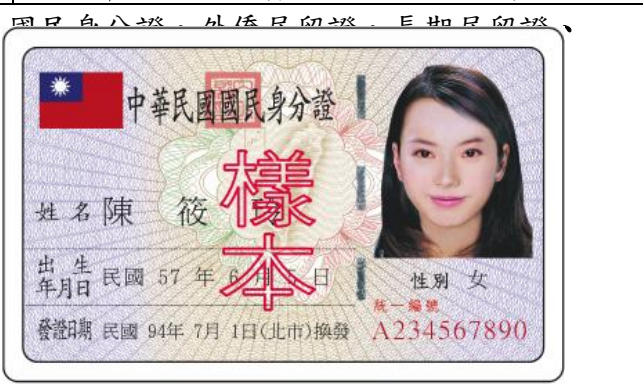 國民身分證、外僑居留證、長期居留證、
中華民國國民身分證
樣本
姓名 陳 筱 玲
出生年月日 民國 57 年 6 月 日
性別 女
發證日期 民國 94年 7月 1日(北市)換發
統一編號
A234567890